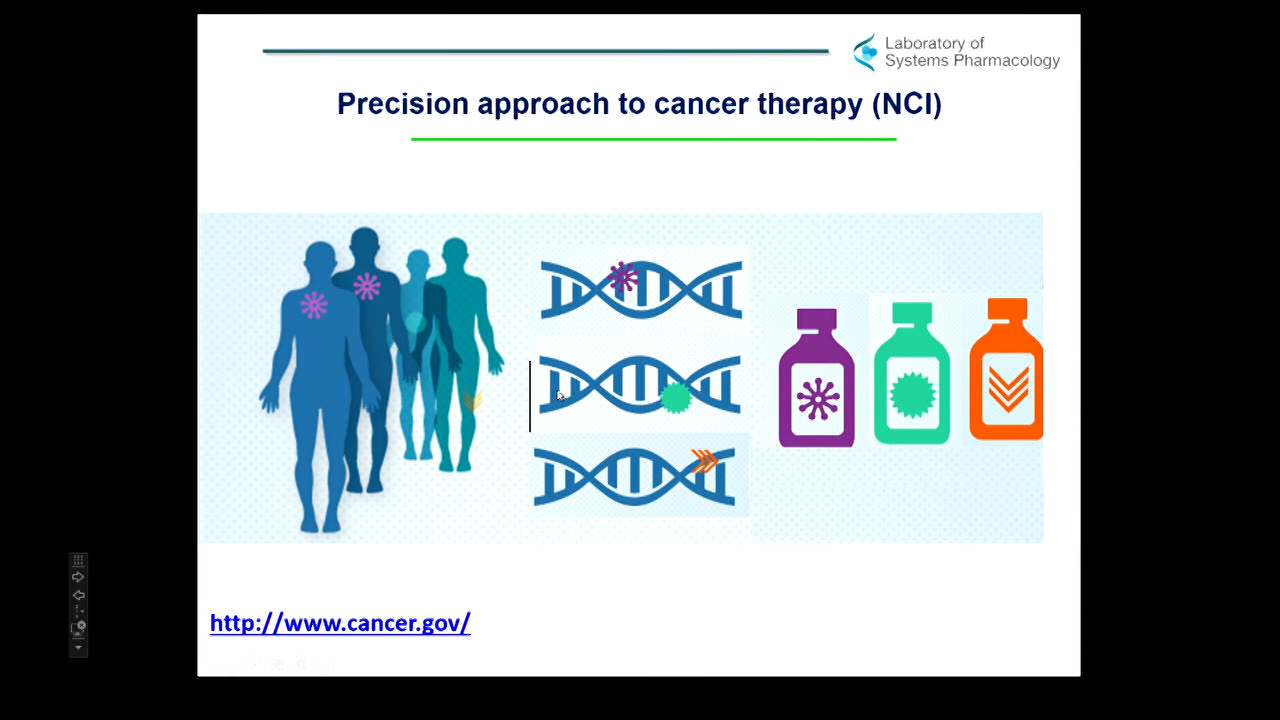 Laboratory of
Systems Pharmacology
Precision approach to cancer therapy (NCI)
http://www.cancer.gov/